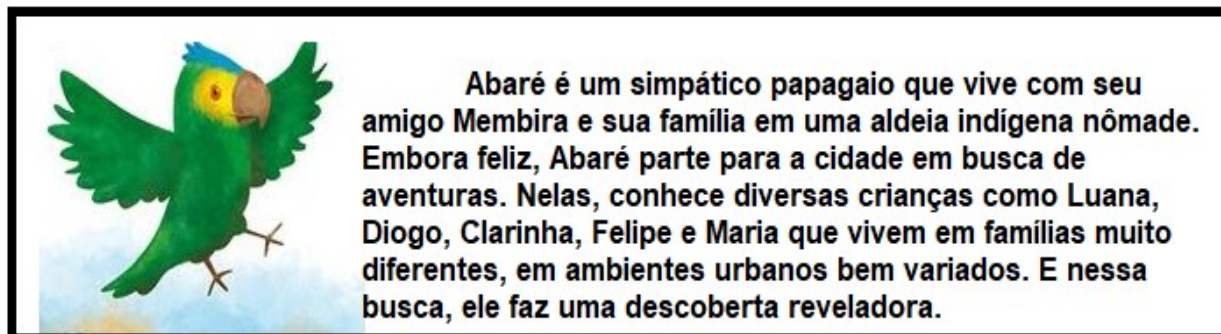 Abaré é um simpático papagaio que vive com seu
amigo Membira e sua família em uma aldeia indígena nômade.
Embora feliz, Abaré parte para a cidade em busca de
aventuras. Nelas, conhece diversas crianças como Luana,
Diogo, Clarinha, Felipe e Maria que vivem em famílias muito
diferentes, em ambientes urbanos bem variados. E nessa
busca, ele faz uma descoberta reveladora.